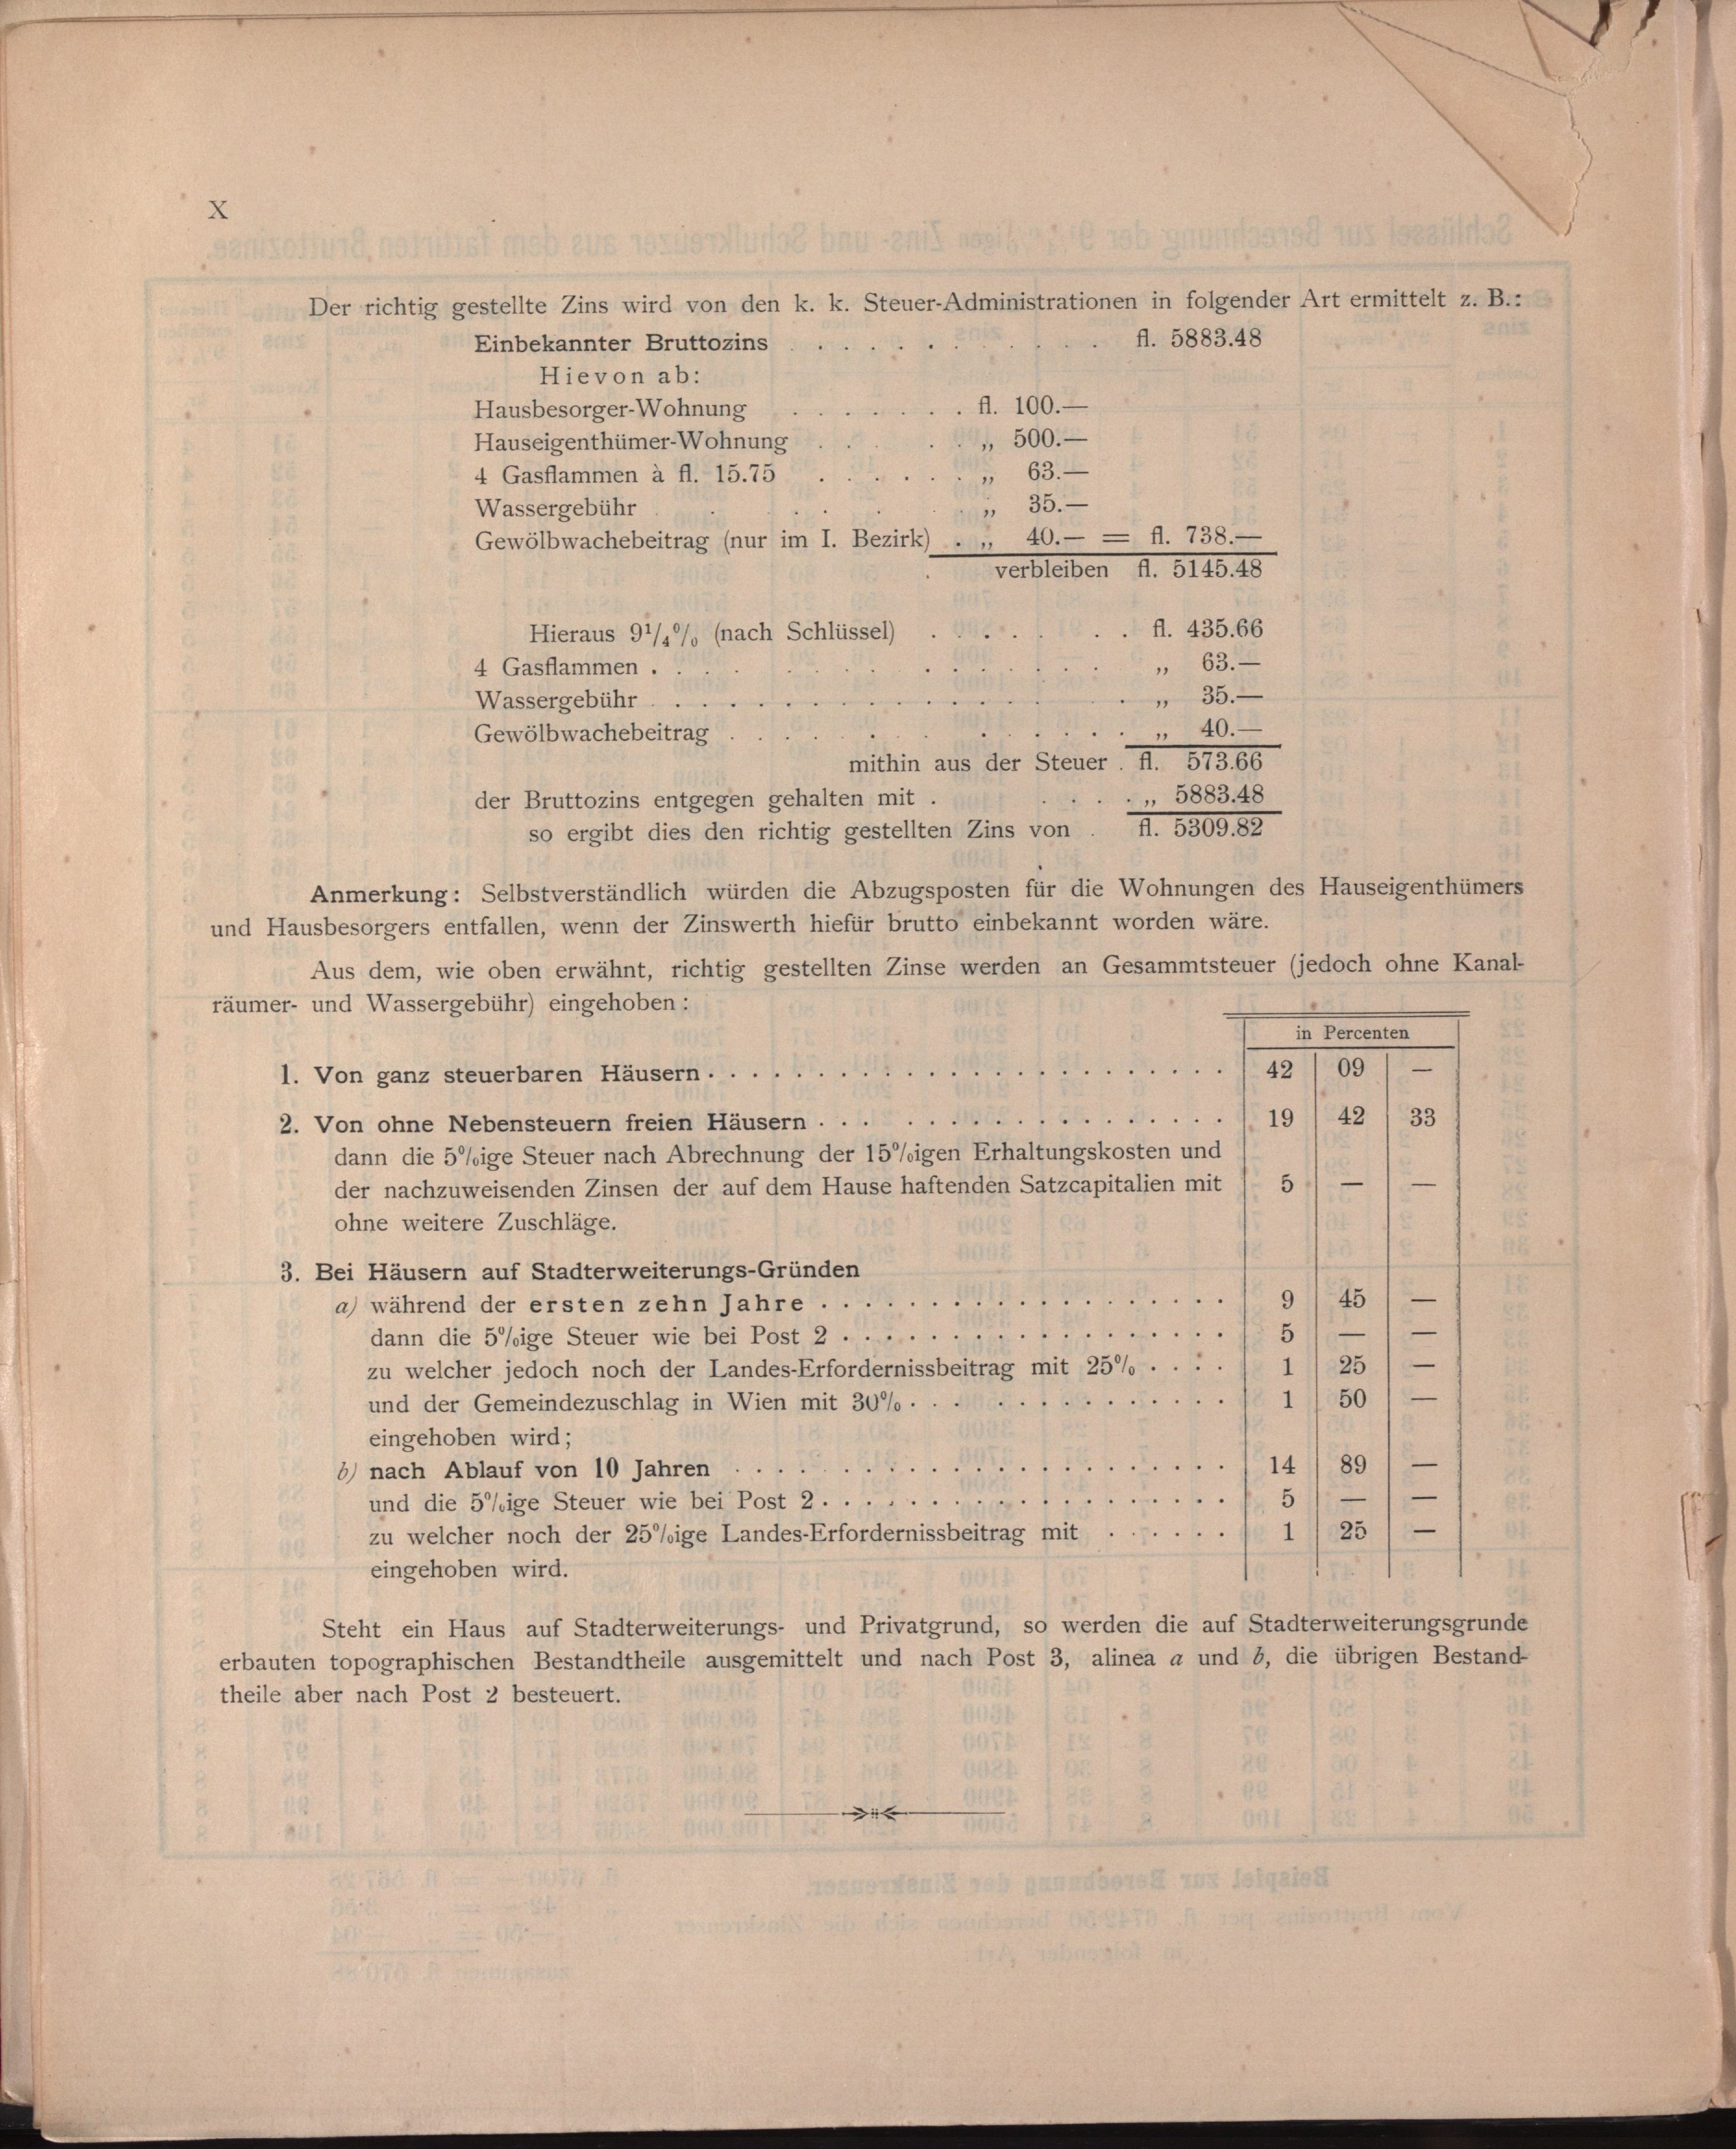 X
Der richtig gestellte Zins wird von den k. k. Steuer-Administrationen in folgender Art ermittelt z. B.:
Einbekannter Bruttozins . . . . . . . . . . . . fl. 5883.48
Hievon ab:
Hausbesorger-Wohnung . . . . . . . fl. 100.—
Hauseigenthümer-Wohnung . . . . . . „ 500.—
4 Gasflammen à fl. 15.75 . . . . . . „ 63.—
Wassergebühr . . . . . . . „ 35.—
Gewölbwachebeitrag (nur im I. Bezirk) . „ 40.— = fl. 738.—
verbleiben fl. 5145.48
Hieraus 9¹/₄% (nach Schlüssel) . . . . . . . fl. 435.66
4 Gasflammen . . . . . . . . . . . . . . „ 63.—
Wassergebühr . . . . . . . . . . . . . . „ 35.—
Gewölbwachebeitrag . . . . . . . . . . . . „ 40.—
mithin aus der Steuer . fl. 573.66
der Bruttozins entgegen gehalten mit . . . . . „ 5883.48
so ergibt dies den richtig gestellten Zins von . fl. 5309.82
Anmerkung: Selbstverständlich würden die Abzugsposten für die Wohnungen des Hauseigenthümers
und Hausbesorgers entfallen, wenn der Zinswerth hiefür brutto einbekannt worden wäre.
Aus dem, wie oben erwähnt, richtig gestellten Zinse werden an Gesammtsteuer (jedoch ohne Kanal-
räumer- und Wassergebühr) eingehoben:
in Percenten
1. Von ganz steuerbaren Häusern . . . . . . . . . . . . . . . . 42 09 —
2. Von ohne Nebensteuern freien Häusern . . . . . . . . . . . . . 19 42 33
dann die 5%ige Steuer nach Abrechnung der 15%igen Erhaltungskosten und
der nachzuweisenden Zinsen der auf dem Hause haftenden Satzcapitalien mit 5 — —
ohne weitere Zuschläge.
3. Bei Häusern auf Stadterweiterungs-Gründen
a) während der ersten zehn Jahre . . . . . . . . . . . . . . 9 45 —
dann die 5%ige Steuer wie bei Post 2 . . . . . . . . . . . . . 5 — —
zu welcher jedoch noch der Landes-Erfordernissbeitrag mit 25% . . . . 1 25 —
und der Gemeindezuschlag in Wien mit 30% . . . . . . . . . . . 1 50 —
eingehoben wird;
b) nach Ablauf von 10 Jahren . . . . . . . . . . . . . . . . 14 89 —
und die 5%ige Steuer wie bei Post 2 . . . . . . . . . . . . . . 5 — —
zu welcher noch der 25%ige Landes-Erfordernissbeitrag mit . . . . . . 1 25 —
eingehoben wird.
Steht ein Haus auf Stadterweiterungs- und Privatgrund, so werden die auf Stadterweiterungsgrunde
erbauten topographischen Bestandtheile ausgemittelt und nach Post 3, alinea a und b, die übrigen Bestand-
theile aber nach Post 2 besteuert.